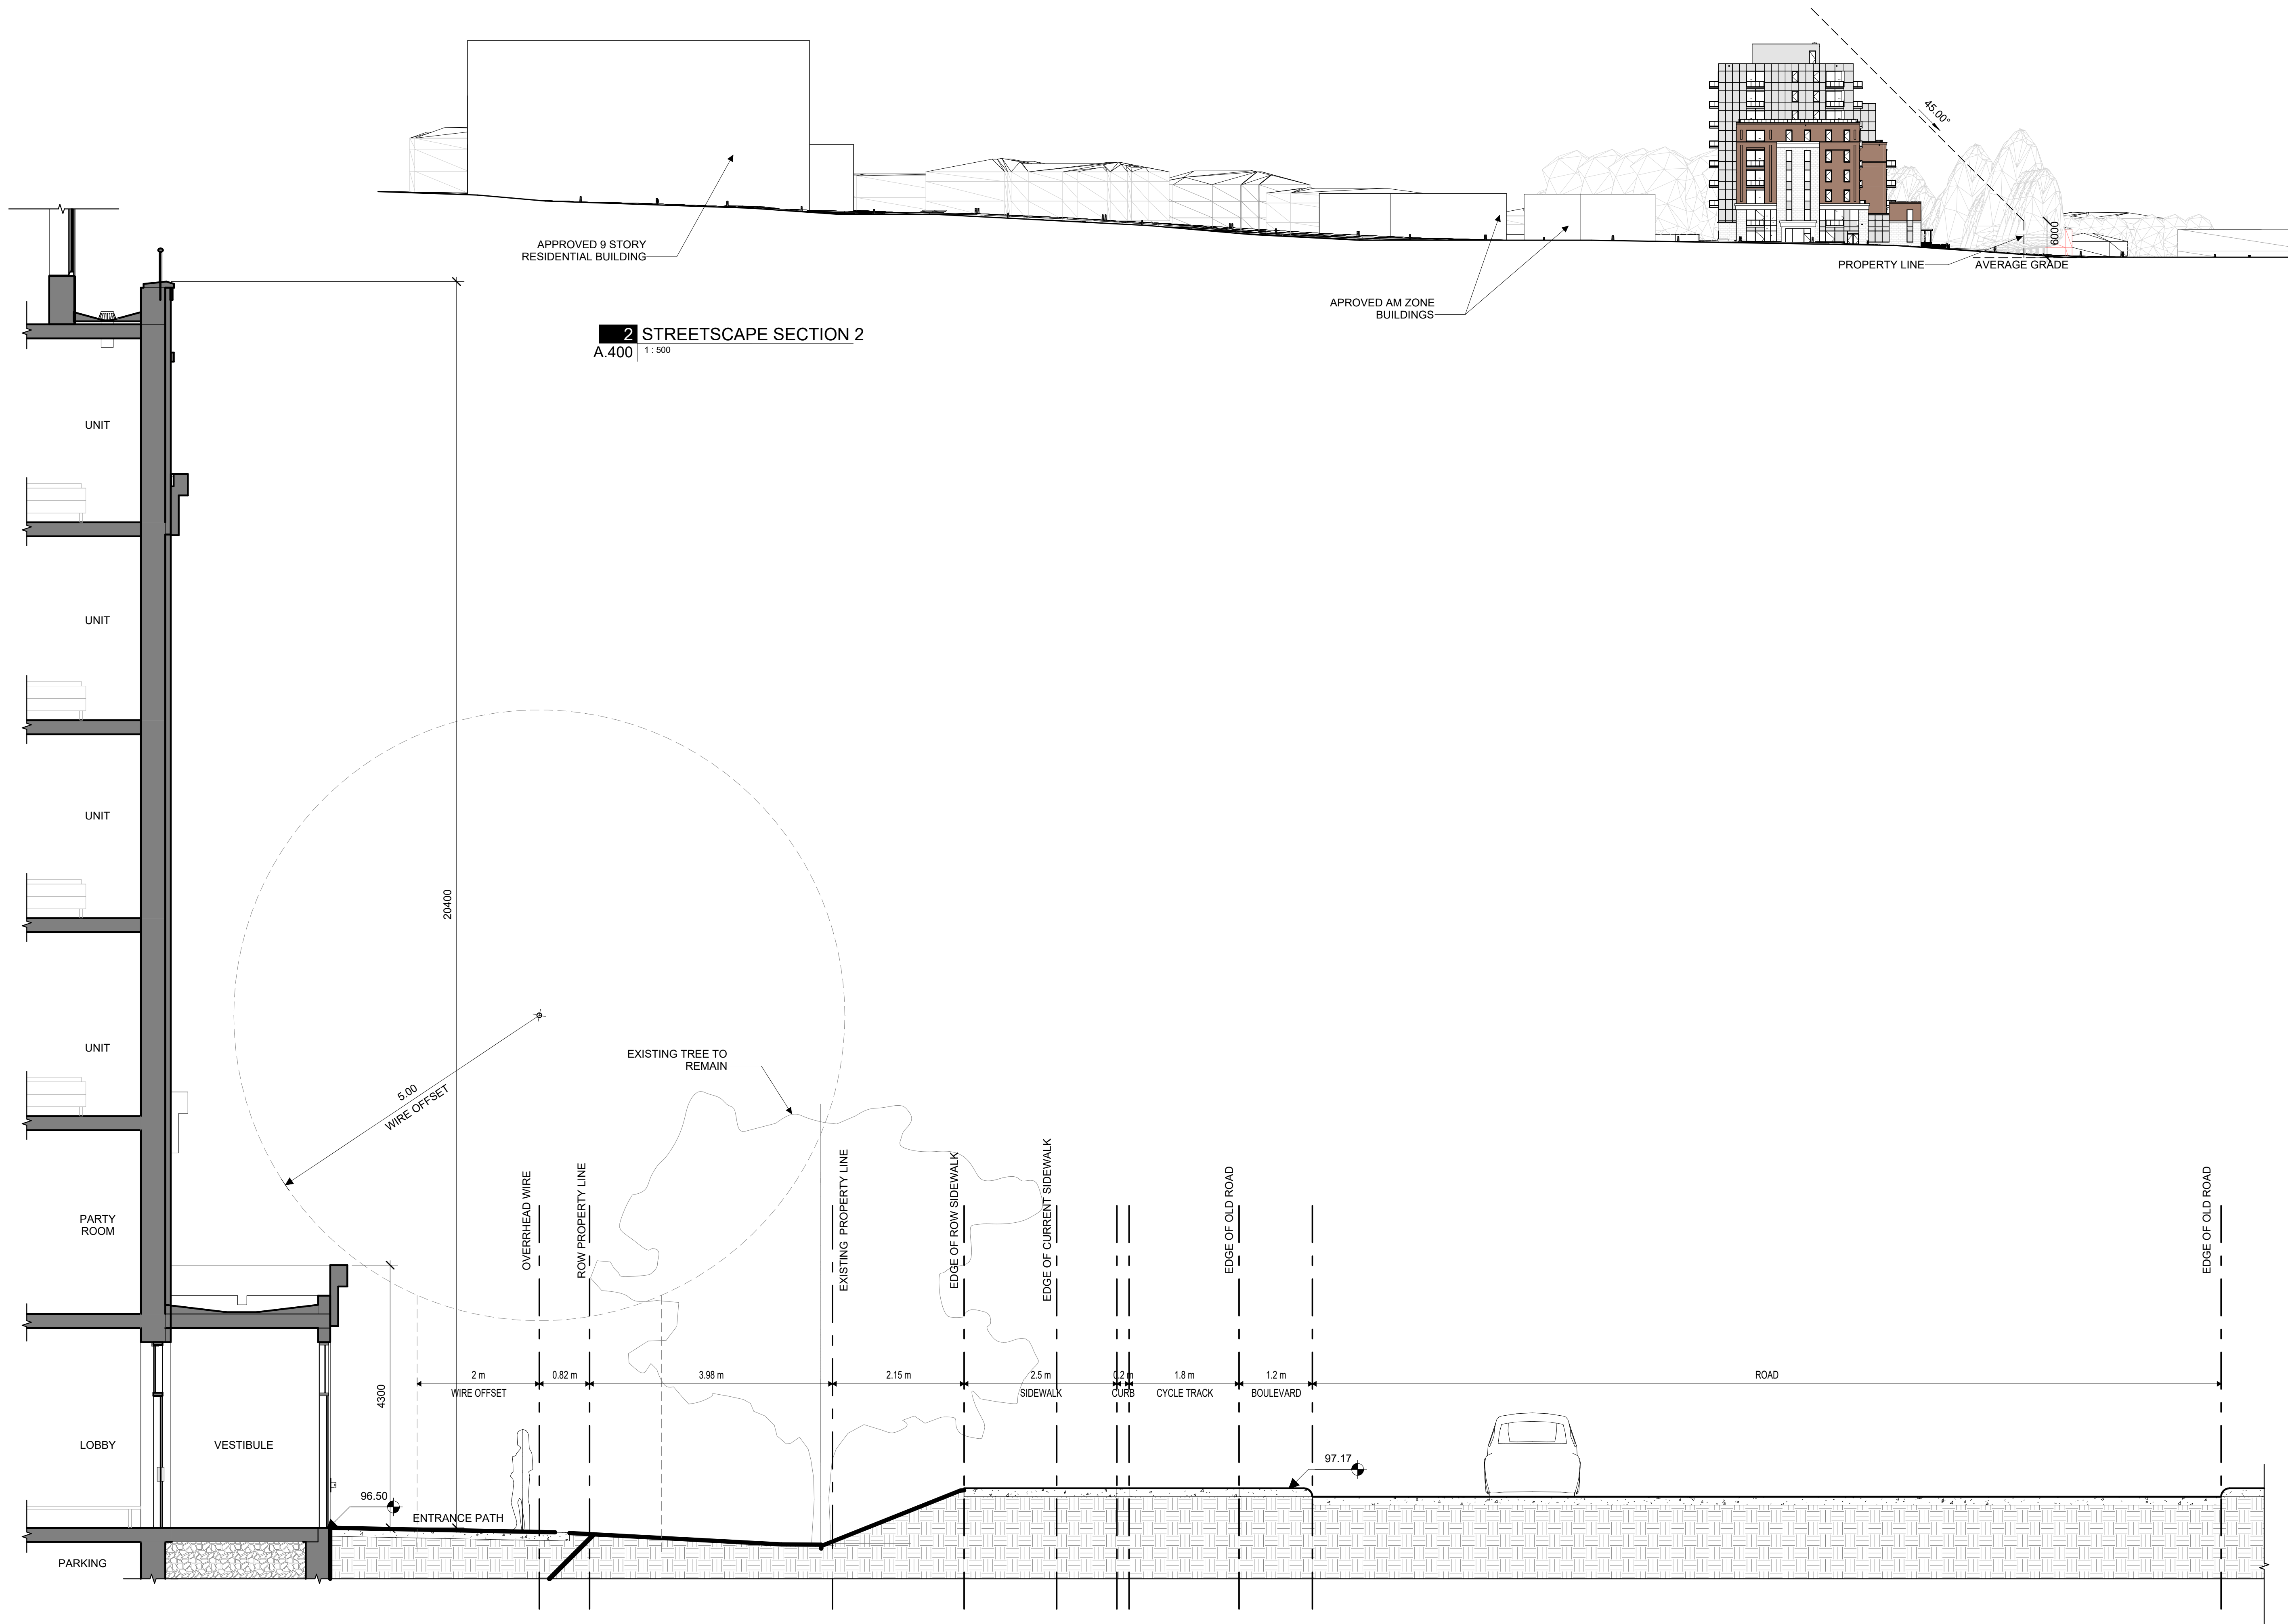 45.00°
6000
APPROVED 9 STORY
RESIDENTIAL BUILDING
PROPERTY LINE
AVERAGE GRADE
APROVED AM ZONE
BUILDINGS
2 STREETSCAPE SECTION 2
A.400 1 : 500
UNIT
UNIT
UNIT
UNIT
PARTY
ROOM
LOBBY
VESTIBULE
PARKING
20400
5.00
WIRE OFFSET
EXISTING TREE TO
REMAIN
OVERRHEAD WIRE
ROW PROPERTY LINE
EXISTING PROPERTY LINE
EDGE OF ROW SIDEWALK
EDGE OF CURRENT SIDEWALK
EDGE OF OLD ROAD
EDGE OF OLD ROAD
4300
2 m
WIRE OFFSET
0.82 m
3.98 m
2.15 m
2.5 m
SIDEWALK
0.2 m
CURB
1.8 m
CYCLE TRACK
1.2 m
BOULEVARD
ROAD
97.17
96.50
ENTRANCE PATH